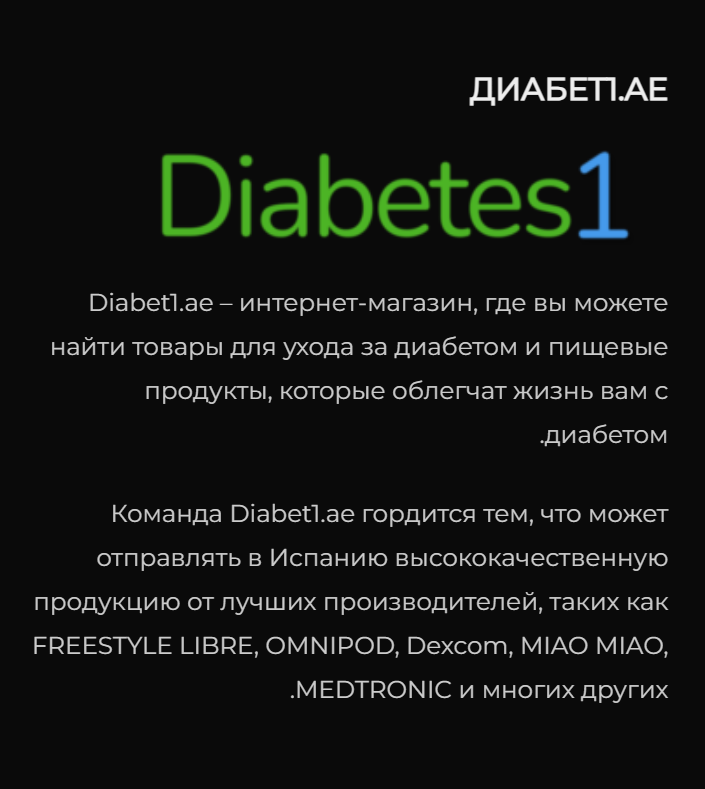 ДИАБЕТ1.AE
Diabetes1
Diabet1.ae – интернет-магазин, где вы можете
найти товары для ухода за диабетом и пищевые
продукты, которые облегчат жизнь вам с
.диабетом
Команда Diabet1.ae гордится тем, что может
отправлять в Испанию высококачественную
продукцию от лучших производителей, таких как
FREESTYLE LIBRE, OMNIPOD, Dexcom, MIAO MIAO,
.MEDTRONIC и многих других